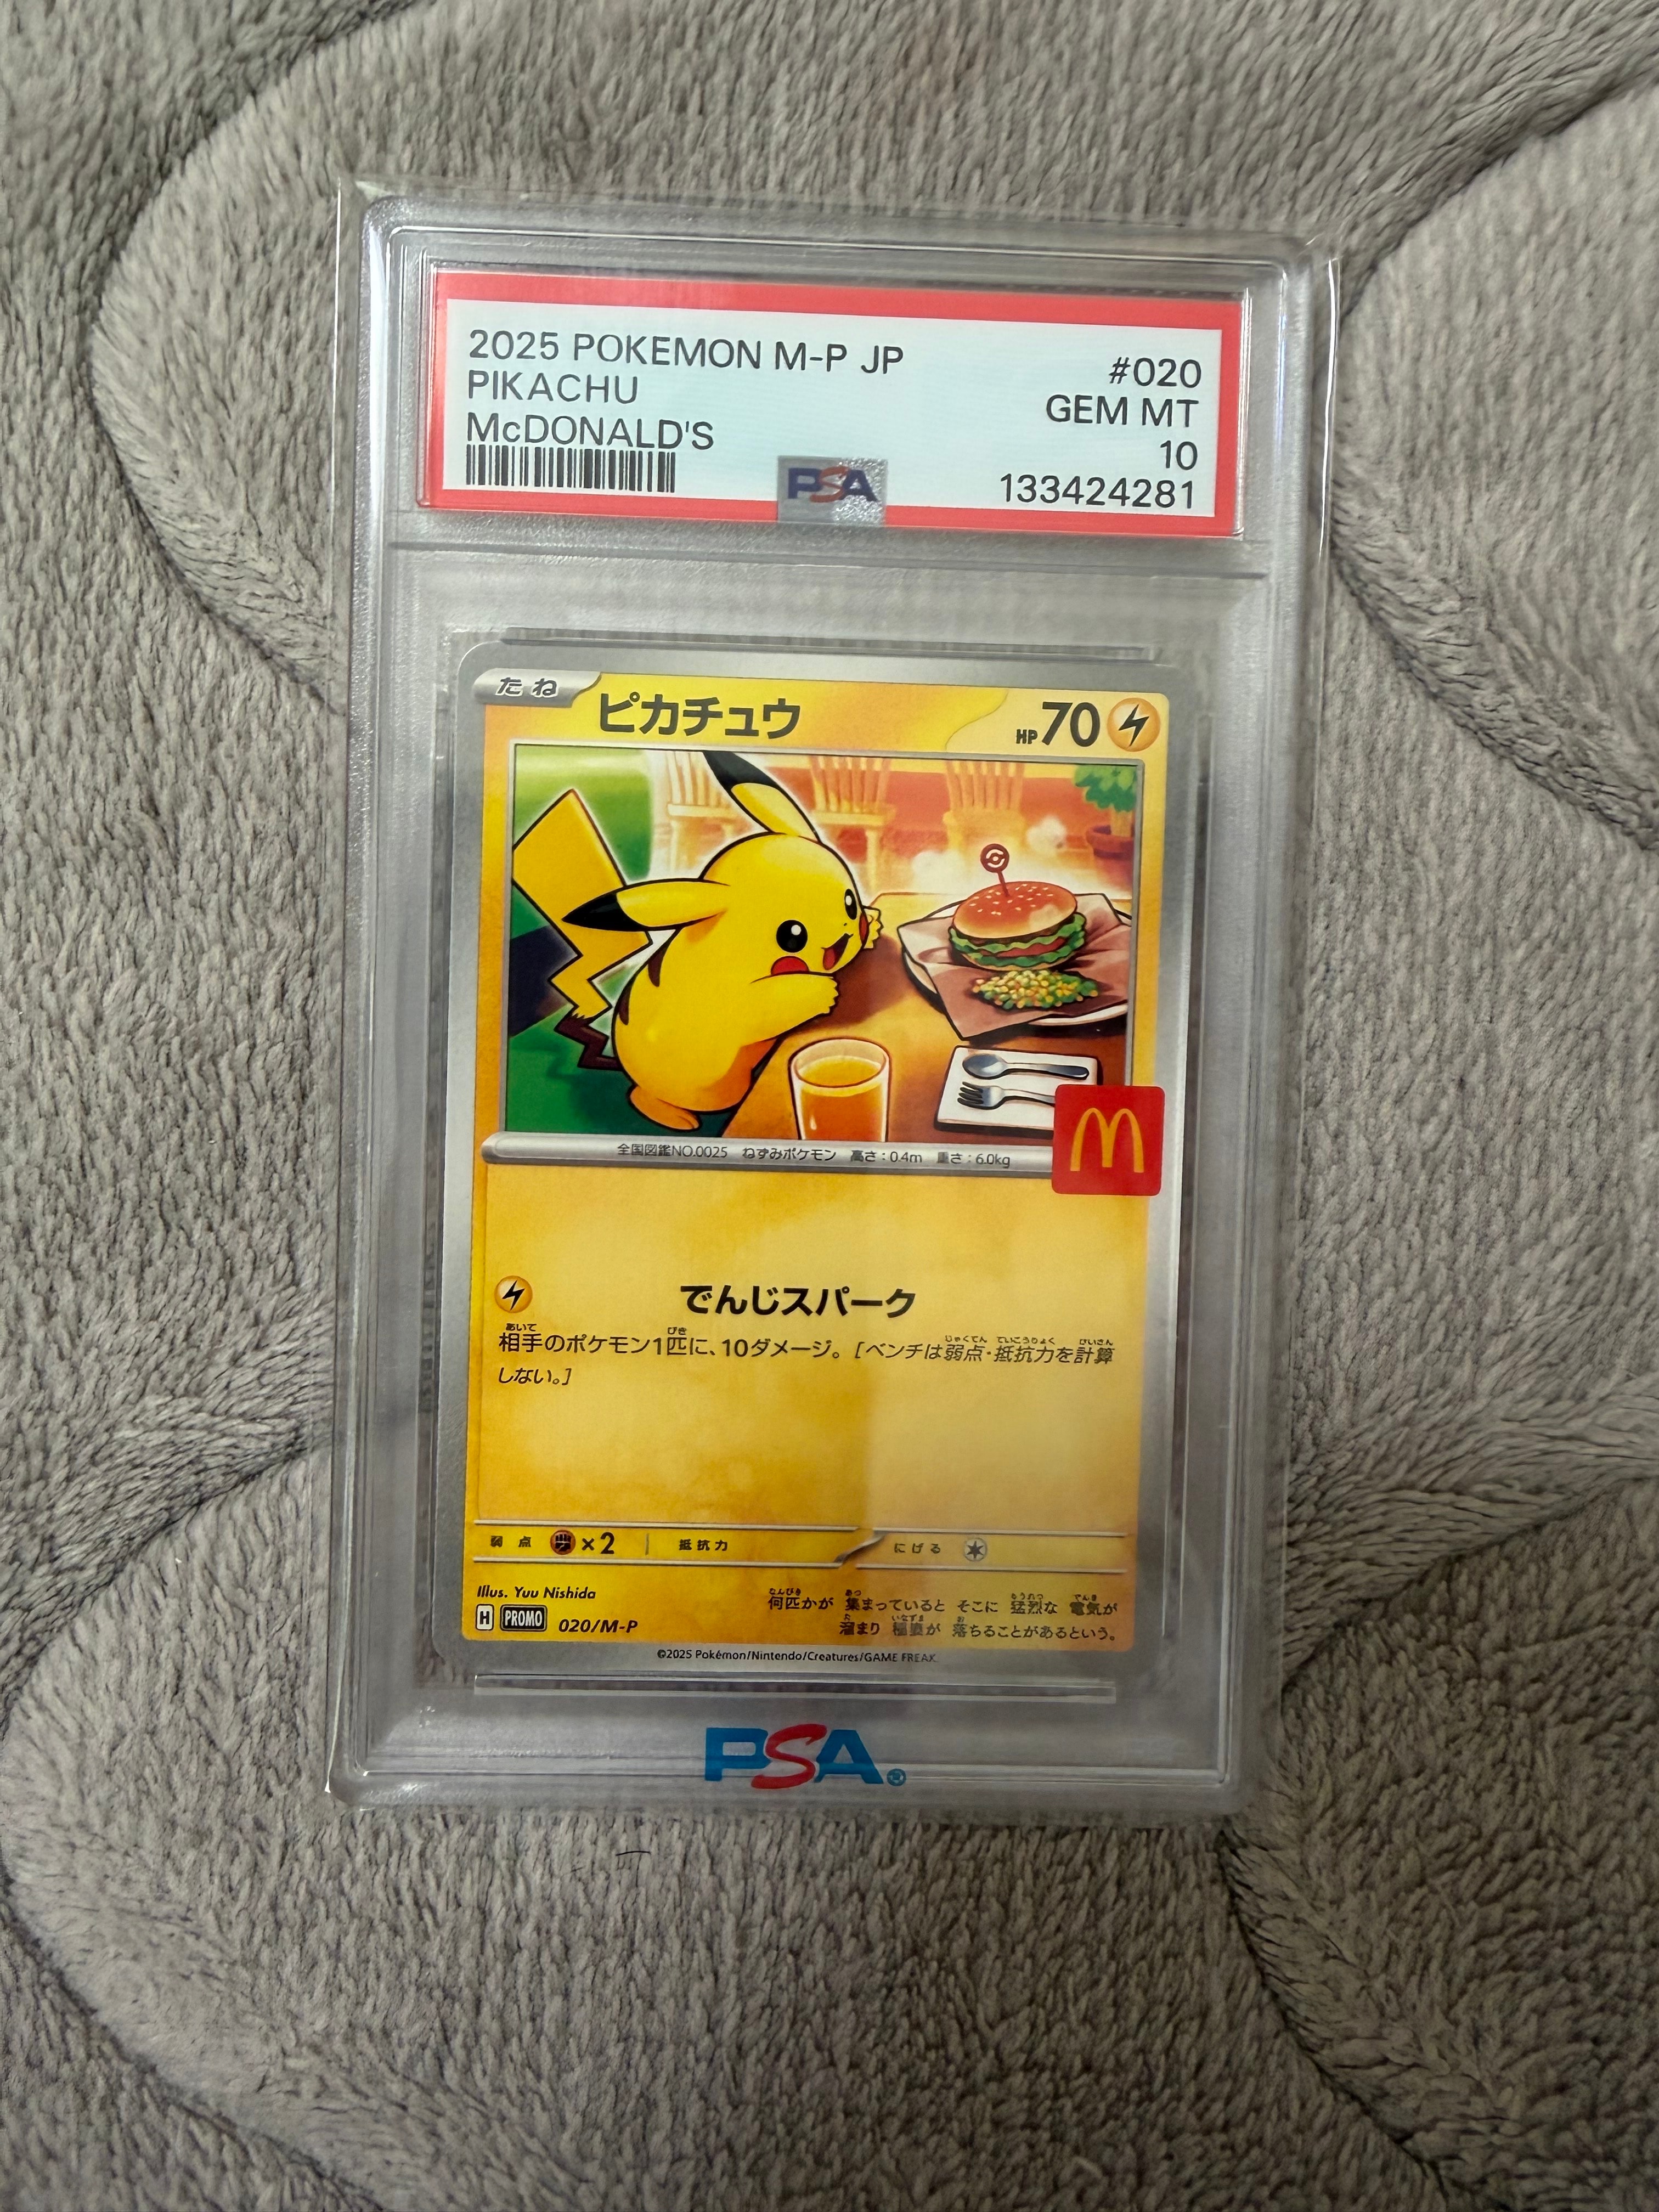 2025 POKEMON M-P JP
#020
PIKACHU
GEM MT
McDONALD'S
10
133424281
PSA
たね
ピカチュウ
HP70
全国図鑑NO.0025 ねずみポケモン 高さ:0.4m 重さ:6.0kg
でんじスパーク
相手のポケモン1匹に、10ダメージ。[ベンチは弱点・抵抗力を計算
しない。]
弱点 ×2 抵抗力 にげる
Illus. Yuu Nishida
何匹かが 集まっていると そこに 猛烈な 電気が
溜まり 稲妻が 落ちることがあるという。
H PROMO 020/M-P
©2025 Pokémon/Nintendo/Creatures/GAME FREAK.
PSA